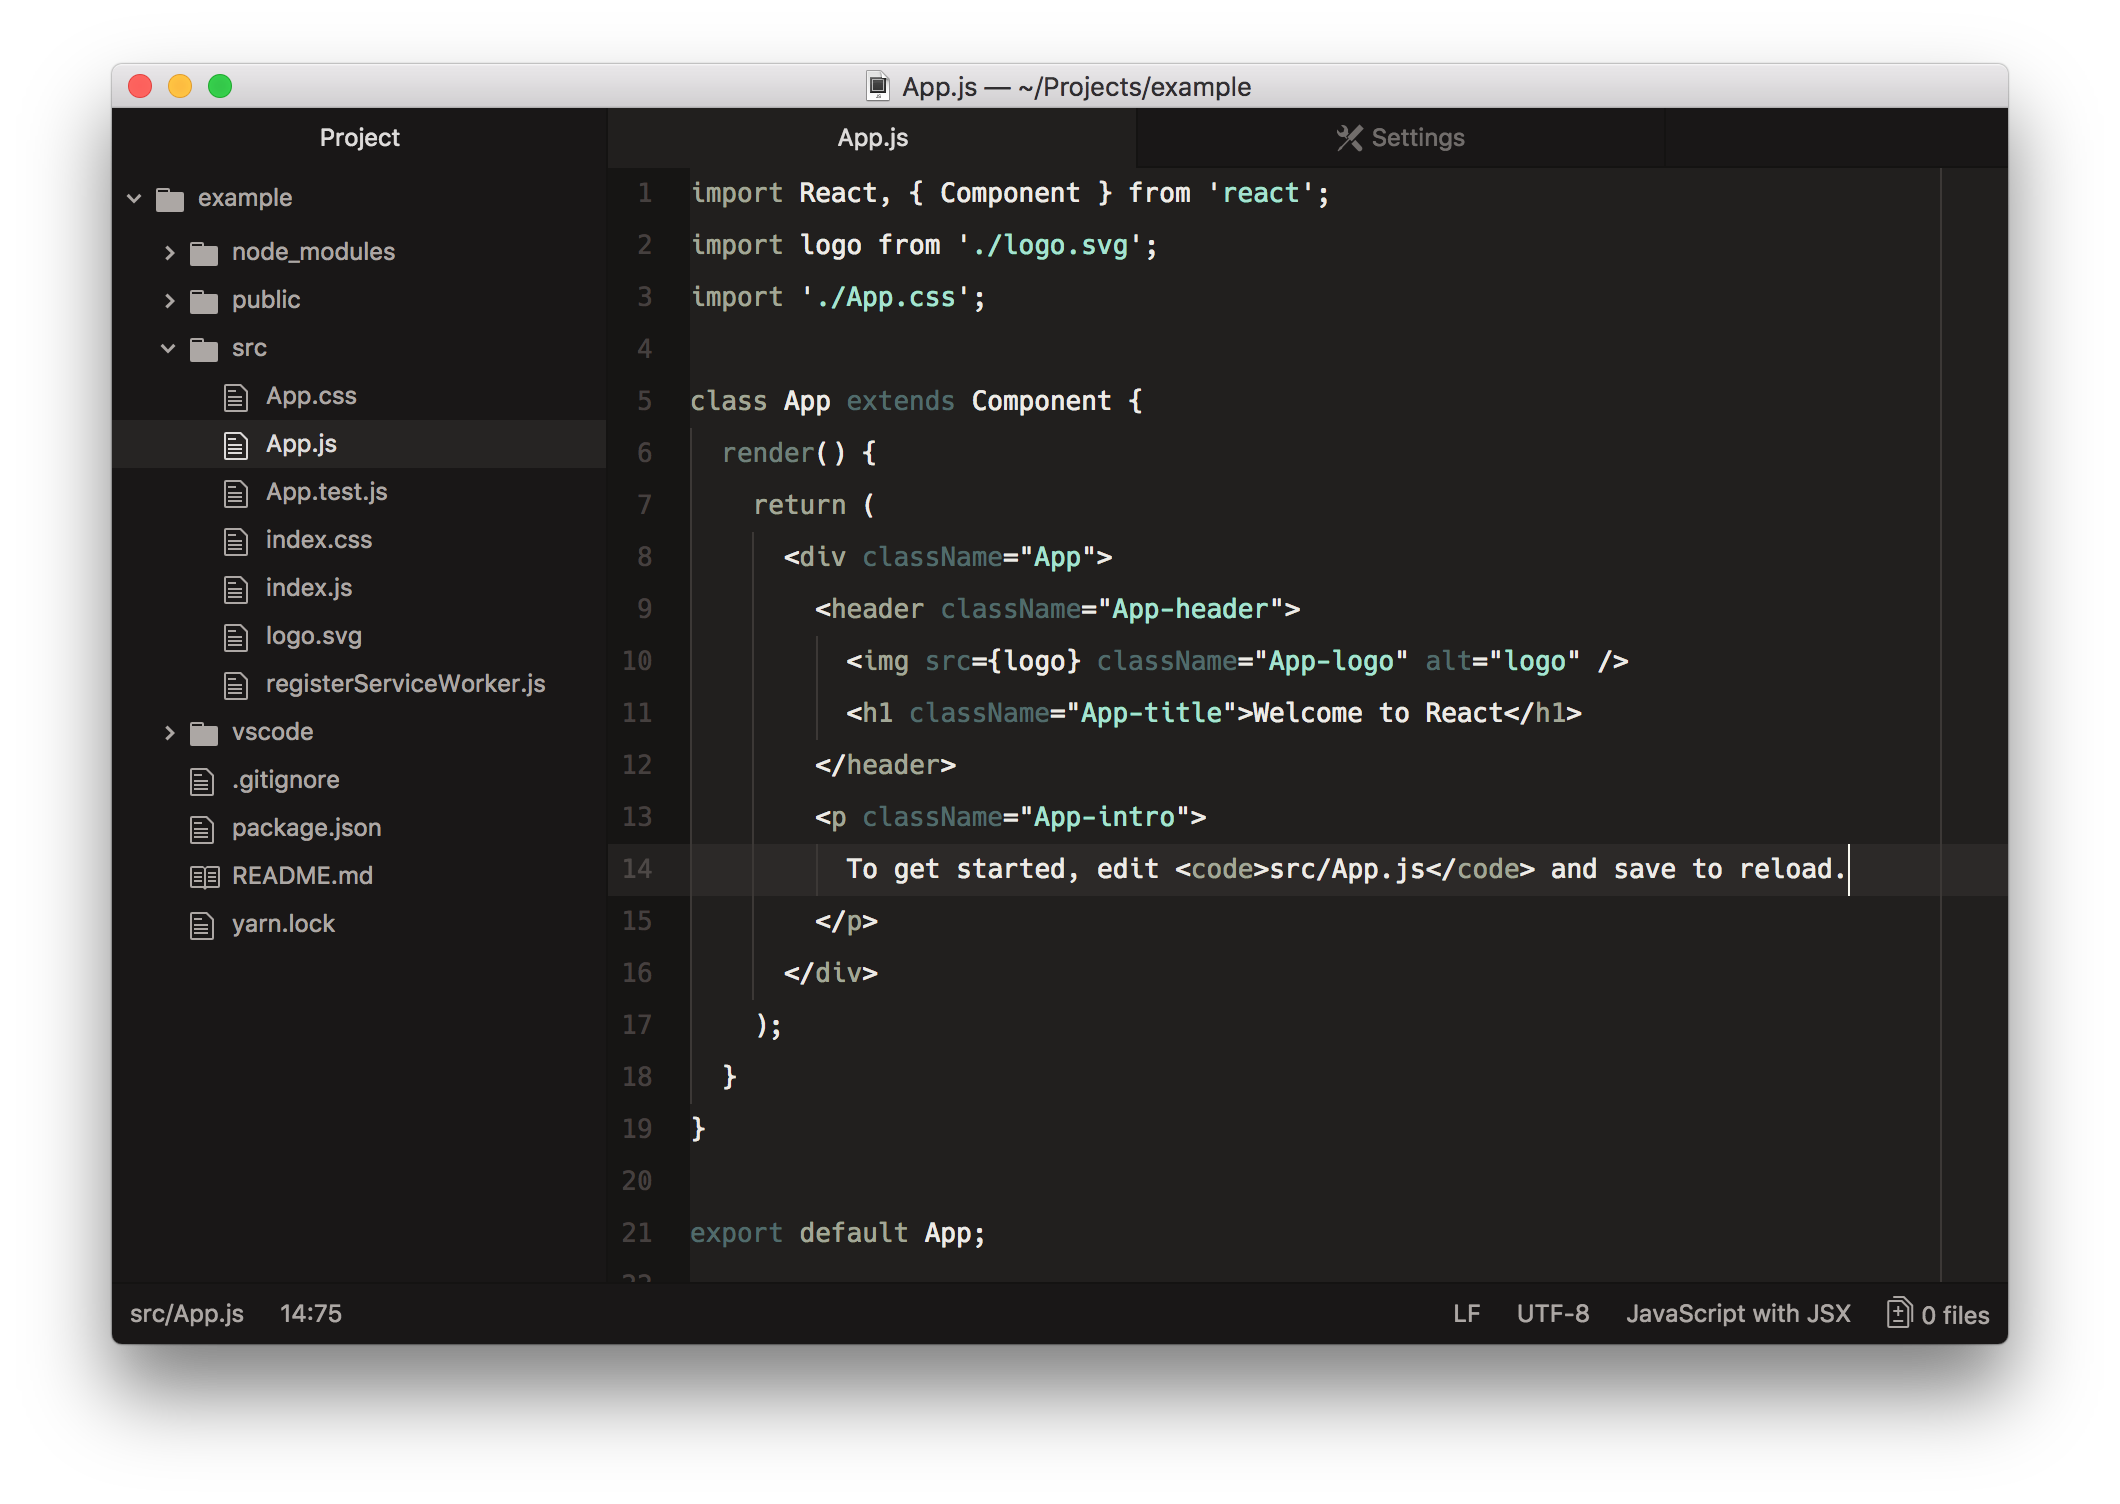 App.js — ~/Projects/example
Project
App.js
Settings
example
node_modules
public
src
App.css
App.js
App.test.js
index.css
index.js
logo.svg
registerServiceWorker.js
vscode
.gitignore
package.json
README.md
yarn.lock
1 import React, { Component } from 'react';
2 import logo from './logo.svg';
3 import './App.css';
4
5 class App extends Component {
6 render() {
7 return (
8 <div className="App">
9 <header className="App-header">
10 <img src={logo} className="App-logo" alt="logo" />
11 <h1 className="App-title">Welcome to React</h1>
12 </header>
13 <p className="App-intro">
14 To get started, edit <code>src/App.js</code> and save to reload.
15 </p>
16 </div>
17 );
18 }
19 }
20
21 export default App;
src/App.js 14:75
LF UTF-8 JavaScript with JSX 0 files